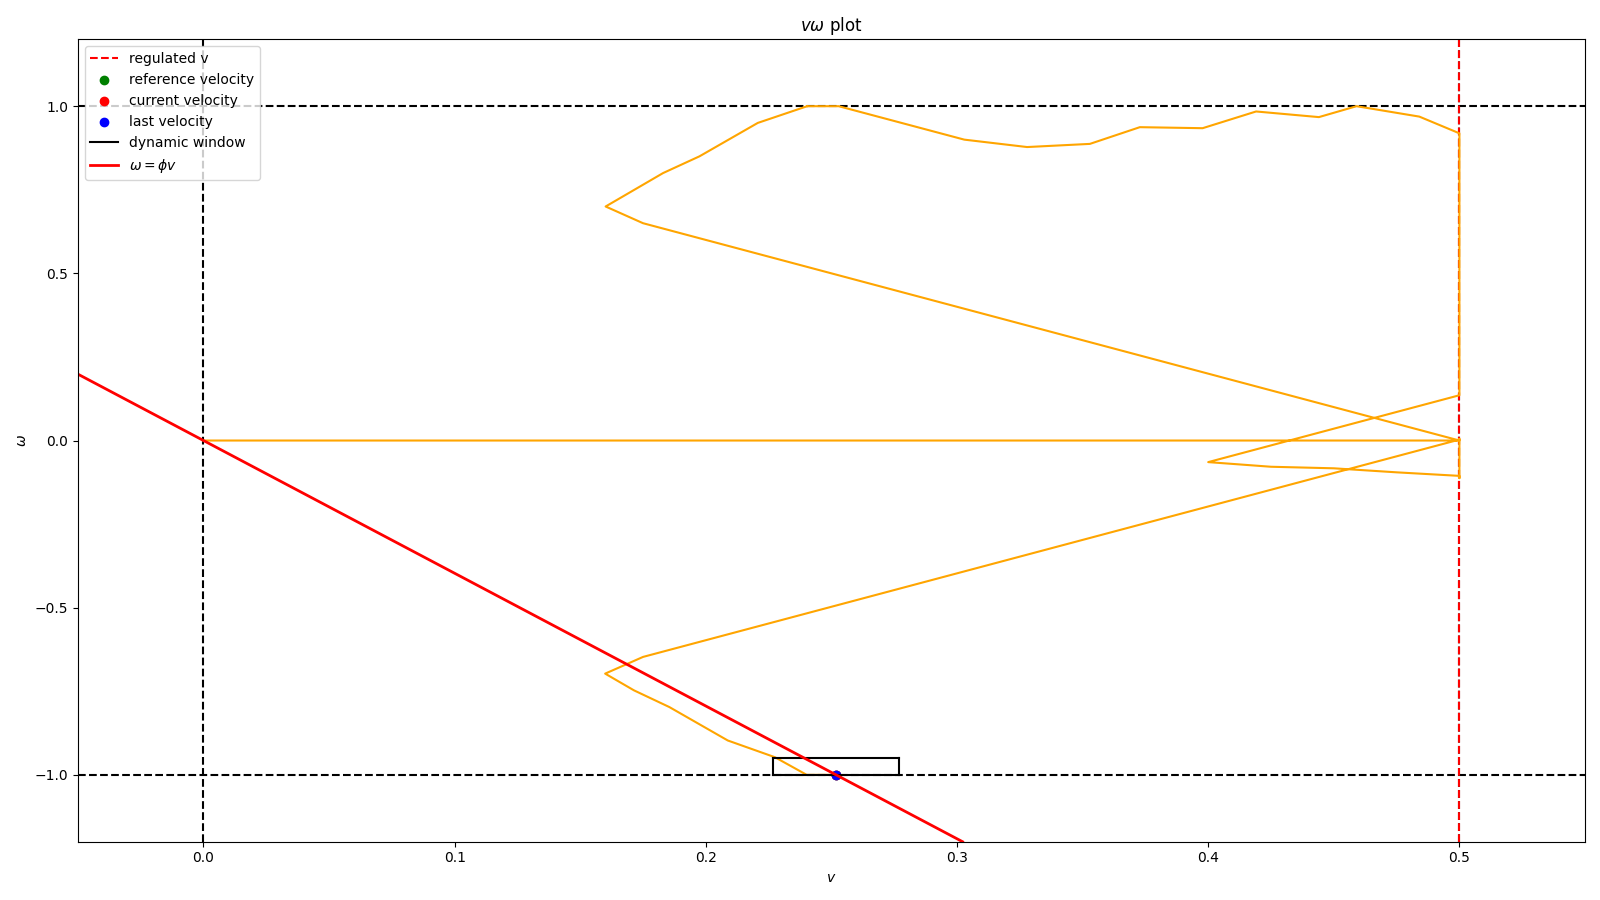 vω plot
regulated v
reference velocity
current velocity
last velocity
dynamic window
ω = ϕv
1.0
0.5
0.0
−0.5
−1.0
ω
0.0
0.1
0.2
0.3
0.4
0.5
v